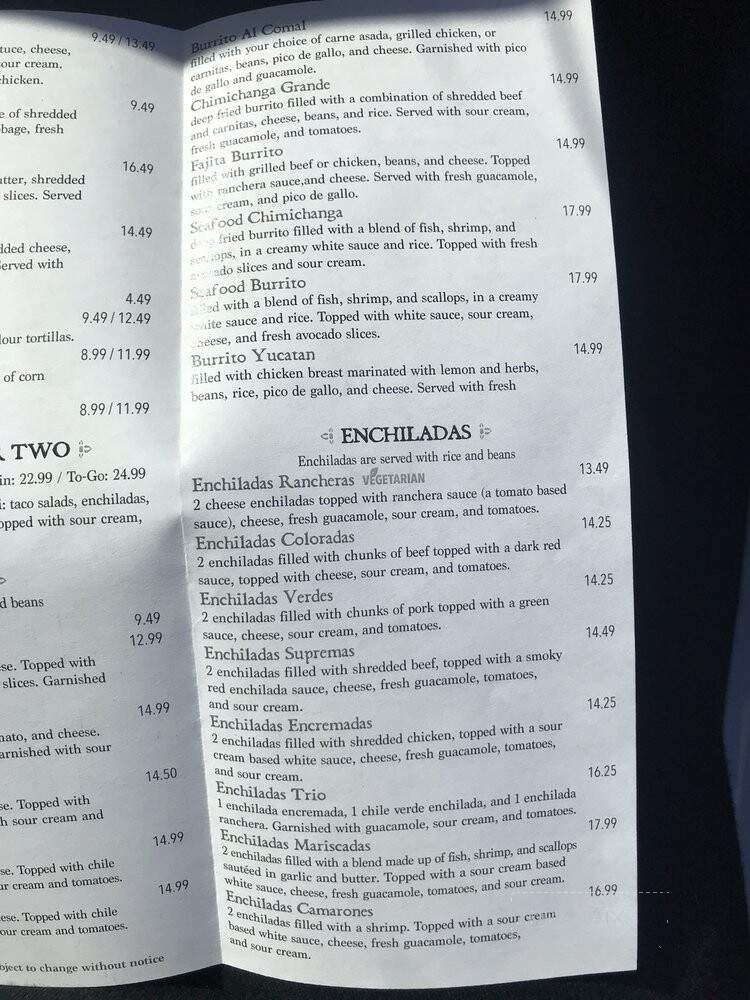 9.49 / 13.49
tuce, cheese,
our cream.
hicken.
9.49
e of shredded
bage, fresh
16.49
utter, shredded
slices. Served
14.49
dded cheese,
Served with
4.49
9.49 / 12.49
lour tortillas.
8.99 / 11.99
of corn
8.99 / 11.99
TWO
in: 22.99 / To-Go: 24.99
i: taco salads, enchiladas,
opped with sour cream,
d beans
9.49
12.99
se. Topped with
slices. Garnished
14.99
nato, and cheese.
arnished with sour
14.50
se. Topped with
h sour cream and
14.99
se. Topped with chile
ur cream and tomatoes.
14.99
ese. Topped with chile
our cream and tomatoes.
bject to change without notice
Burrito Al Comal 14.99
filled with your choice of carne asada, grilled chicken, or
carnitas, beans, pico de gallo, and cheese. Garnished with pico
de gallo and guacamole.
Chimichanga Grande 14.99
deep fried burrito filled with a combination of shredded beef
and carnitas, cheese, beans, and rice. Served with sour cream,
fresh guacamole, and tomatoes.
Fajita Burrito 14.99
filled with grilled beef or chicken, beans, and cheese. Topped
with ranchera sauce,and cheese. Served with fresh guacamole,
sour cream, and pico de gallo.
Seafood Chimichanga 17.99
deep fried burrito filled with a blend of fish, shrimp, and
scallops, in a creamy white sauce and rice. Topped with fresh
avocado slices and sour cream.
Seafood Burrito 17.99
filled with a blend of fish, shrimp, and scallops, in a creamy
white sauce and rice. Topped with white sauce, sour cream,
cheese, and fresh avocado slices.
Burrito Yucatan 14.99
filled with chicken breast marinated with lemon and herbs,
beans, rice, pico de gallo, and cheese. Served with fresh
ENCHILADAS
Enchiladas are served with rice and beans
Enchiladas Rancheras VEGETARIAN 13.49
2 cheese enchiladas topped with ranchera sauce (a tomato based
sauce), cheese, fresh guacamole, sour cream, and tomatoes.
Enchiladas Coloradas 14.25
2 enchiladas filled with chunks of beef topped with a dark red
sauce, topped with cheese, sour cream, and tomatoes.
Enchiladas Verdes 14.25
2 enchiladas filled with chunks of pork topped with a green
sauce, cheese, sour cream, and tomatoes.
Enchiladas Supremas 14.49
2 enchiladas filled with shredded beef, topped with a smoky
red enchilada sauce, cheese, fresh guacamole, tomatoes,
and sour cream.
Enchiladas Encremadas 14.25
2 enchiladas filled with shredded chicken, topped with a sour
cream based white sauce, cheese, fresh guacamole, tomatoes,
and sour cream.
Enchiladas Trio 16.25
1 enchilada encremada, 1 chile verde enchilada, and 1 enchilada
ranchera. Garnished with guacamole, sour cream, and tomatoes.
Enchiladas Mariscadas 17.99
2 enchiladas filled with a blend made up of fish, shrimp, and scallops
sautéed in garlic and butter. Topped with a sour cream based
white sauce, cheese, fresh guacamole, tomatoes, and sour cream.
Enchiladas Camarones 16.99
2 enchiladas filled with a shrimp. Topped with a sour cream
based white sauce, cheese, fresh guacamole, tomatoes,
and sour cream.